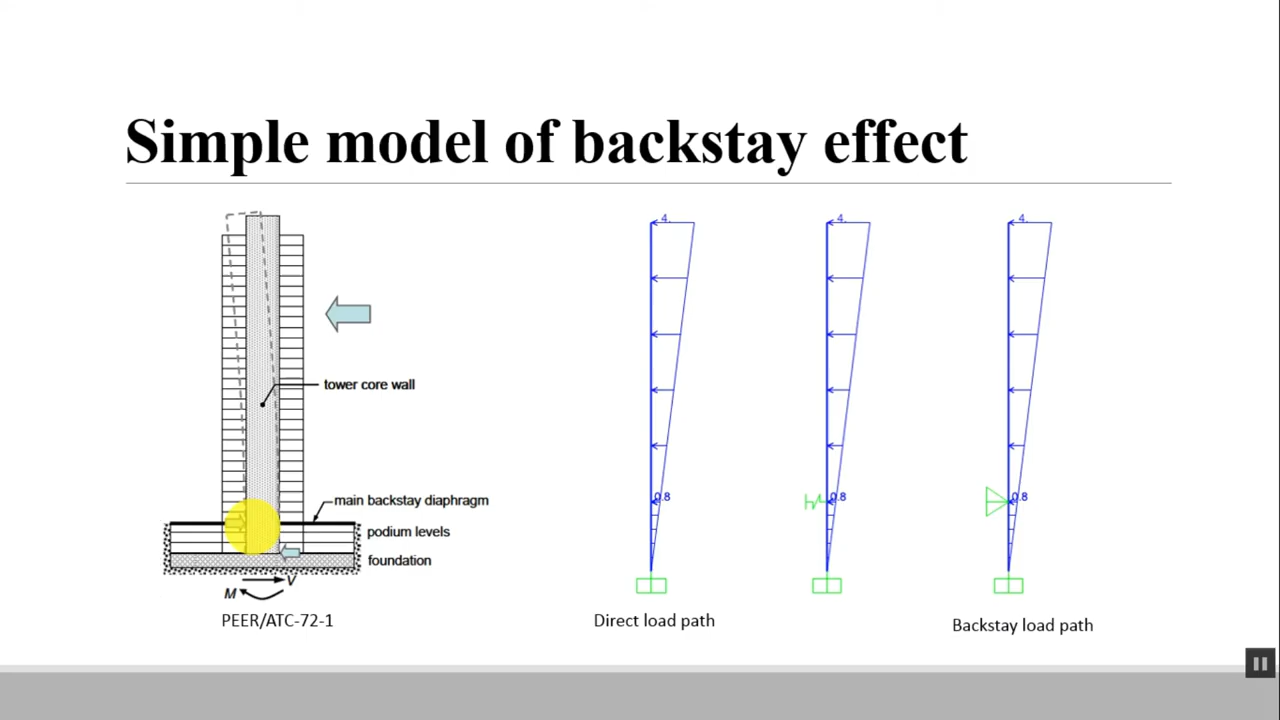 Simple model of backstay effect
4.
4.
4.
tower core wall
main backstay diaphragm
0.8
0.8
0.8
podium levels
foundation
V
M
PEER/ATC-72-1
Direct load path
Backstay load path